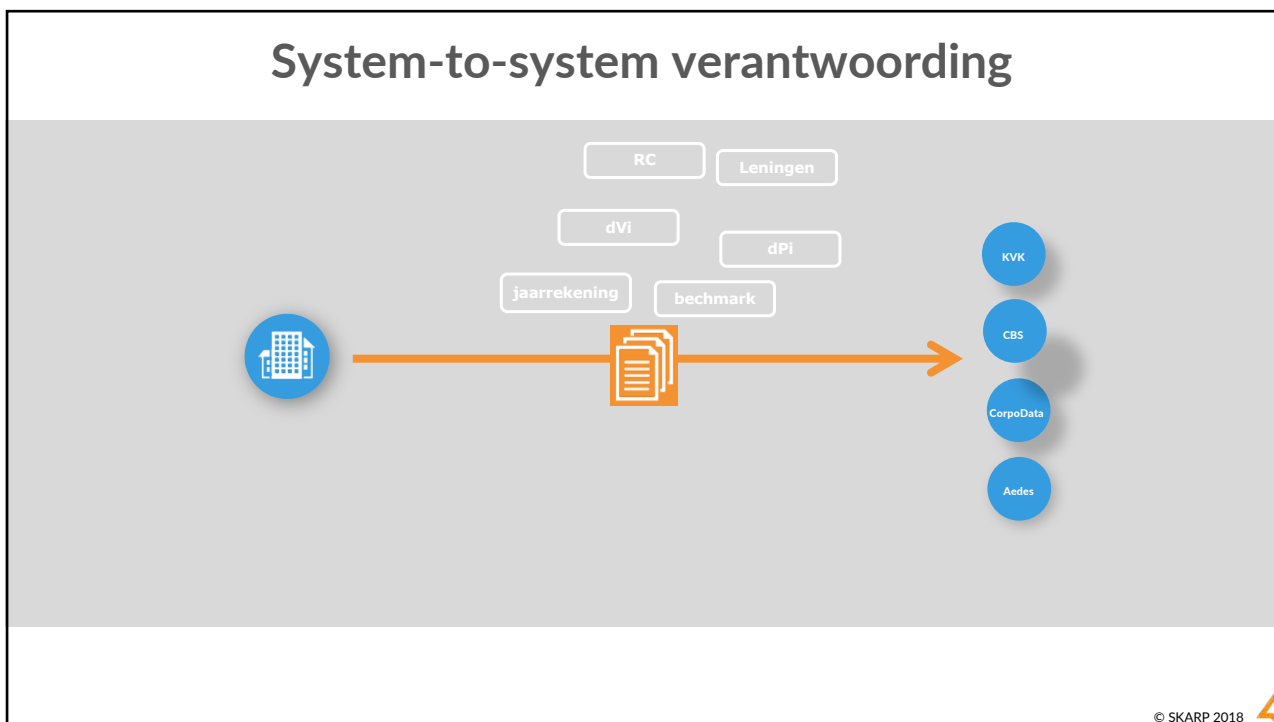 System-to-system verantwoording
RC
Leningen
dVi
dPi
jaarrekening
bechmark
KVK
CBS
CorpoData
Aedes
© SKARP 2018